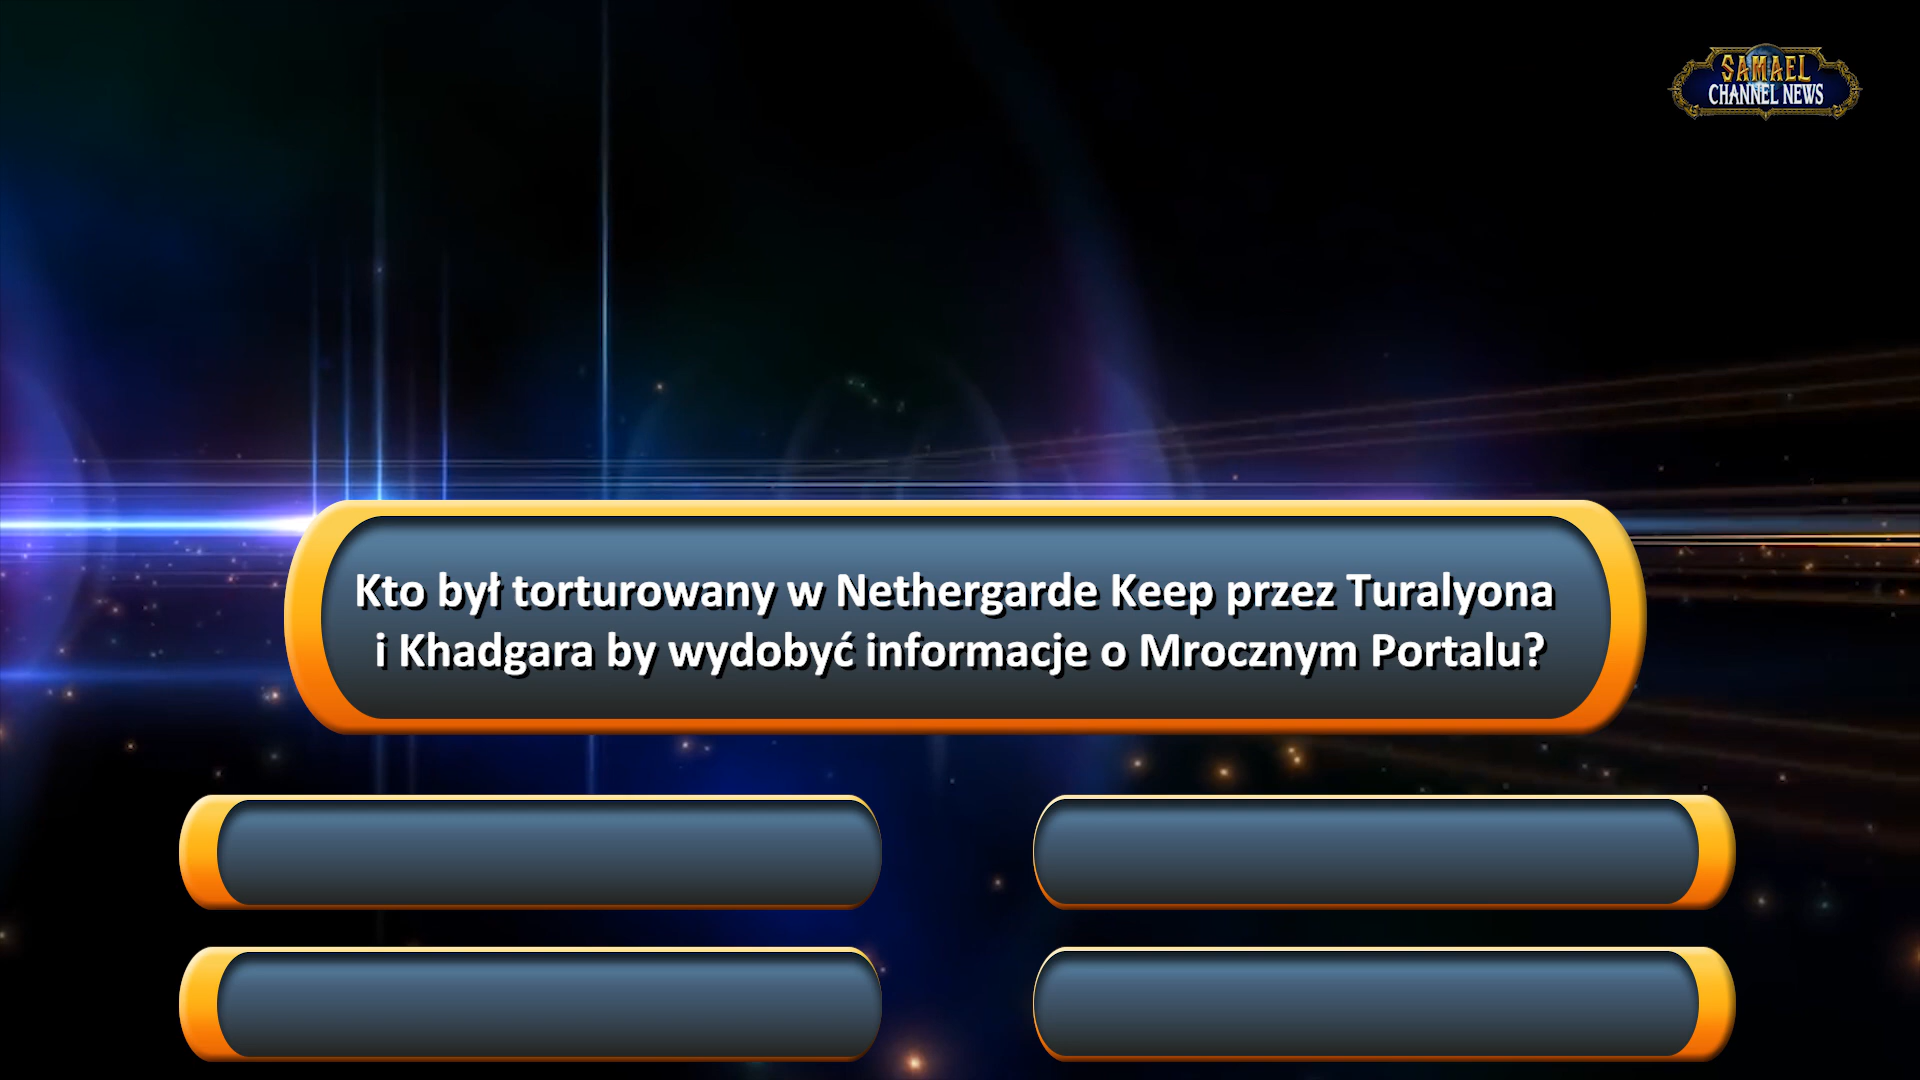 SAMAEL
CHANNEL NEWS
Kto był torturowany w Nethergarde Keep przez Turalyona
i Khadgara by wydobyć informacje o Mrocznym Portalu?